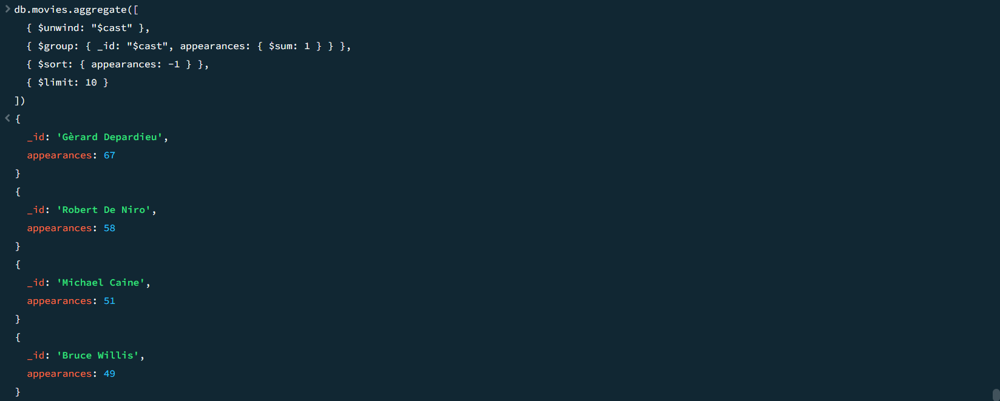 > db.movies.aggregate([
{ $unwind: "$cast" },
{ $group: { _id: "$cast", appearances: { $sum: 1 } } },
{ $sort: { appearances: -1 } },
{ $limit: 10 }
])
< {
_id: 'Gèrard Depardieu',
appearances: 67
}
{
_id: 'Robert De Niro',
appearances: 58
}
{
_id: 'Michael Caine',
appearances: 51
}
{
_id: 'Bruce Willis',
appearances: 49
}